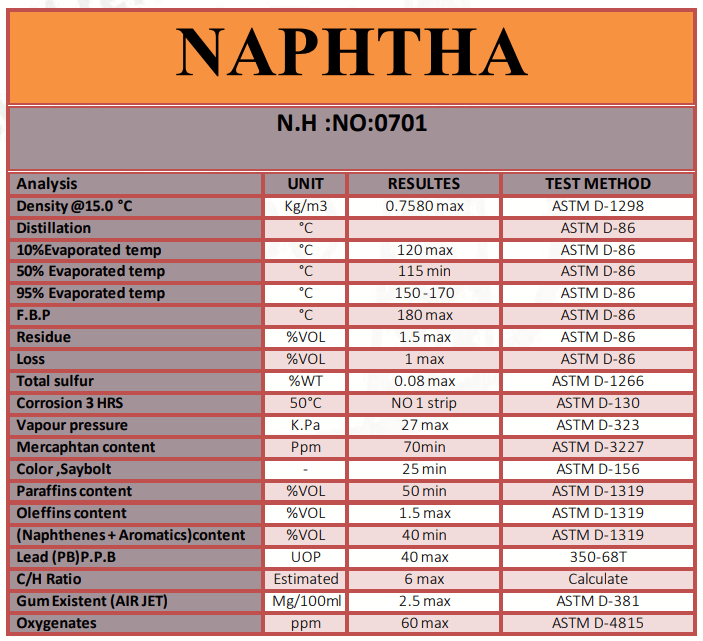 NAPHTHA
N.H :NO:0701
Analysis UNIT RESULTES TEST METHOD
Density @15.0 °C Kg/m3 0.7580 max ASTM D-1298
Distillation °C ASTM D-86
10%Evaporated temp °C 120 max ASTM D-86
50% Evaporated temp °C 115 min ASTM D-86
95% Evaporated temp °C 150 -170 ASTM D-86
F.B.P °C 180 max ASTM D-86
Residue %VOL 1.5 max ASTM D-86
Loss %VOL 1 max ASTM D-86
Total sulfur %WT 0.08 max ASTM D-1266
Corrosion 3 HRS 50°C NO 1 strip ASTM D-130
Vapour pressure K.Pa 27 max ASTM D-323
Mercaphtan content Ppm 70min ASTM D-3227
Color ,Saybolt - 25 min ASTM D-156
Paraffins content %VOL 50 min ASTM D-1319
Oleffins content %VOL 1.5 max ASTM D-1319
(Naphthenes + Aromatics)content %VOL 40 min ASTM D-1319
Lead (PB)P.P.B UOP 40 max 350-68T
C/H Ratio Estimated 6 max Calculate
Gum Existent (AIR JET) Mg/100ml 2.5 max ASTM D-381
Oxygenates ppm 60 max ASTM D-4815